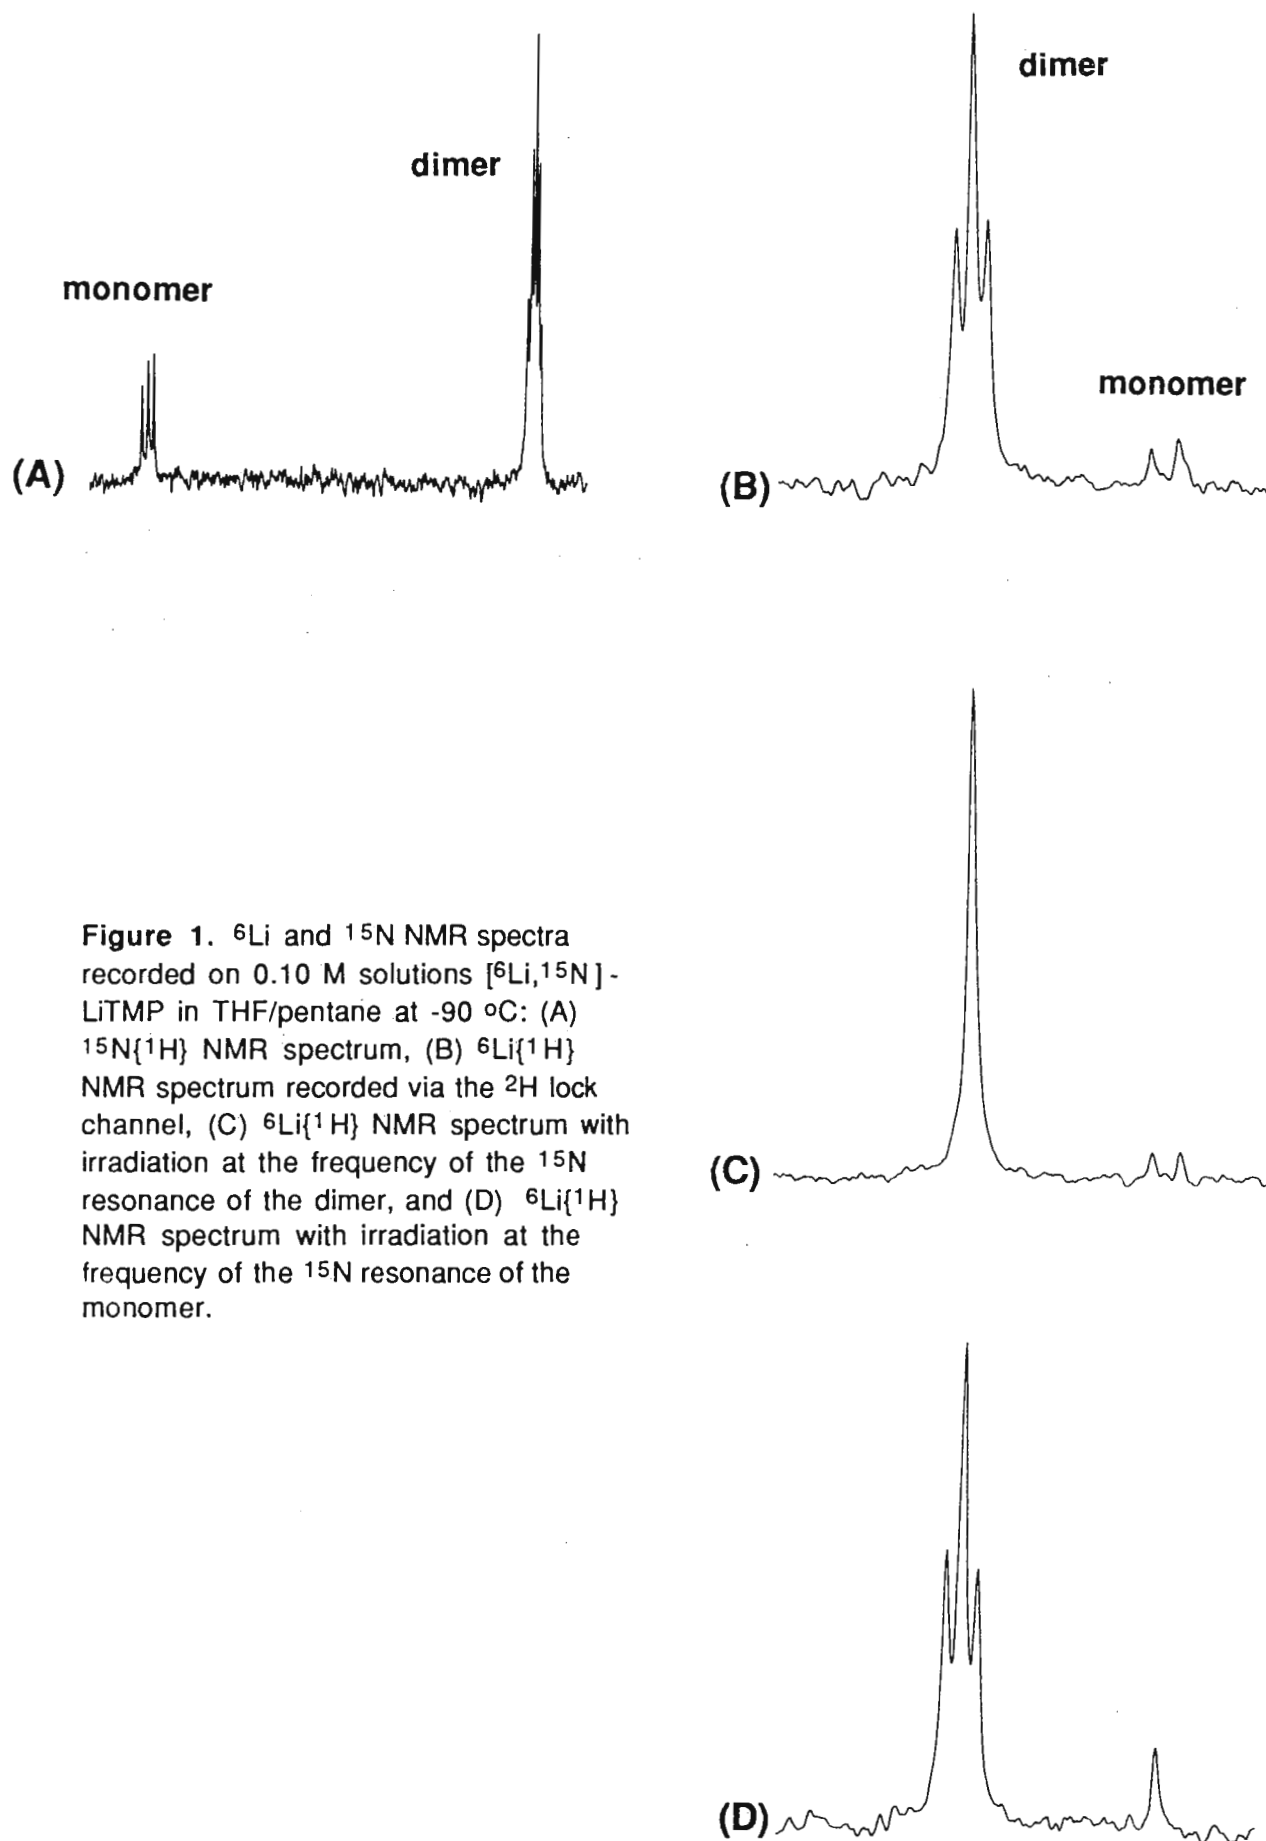 dimer
monomer
(A)
dimer
monomer
(B)
(C)
Figure 1. ⁶Li and ¹⁵N NMR spectra
recorded on 0.10 M solutions [⁶Li,¹⁵N]-
LiTMP in THF/pentane at -90 ºC: (A)
¹⁵N{¹H} NMR spectrum, (B) ⁶Li{¹H}
NMR spectrum recorded via the ²H lock
channel, (C) ⁶Li{¹H} NMR spectrum with
irradiation at the frequency of the ¹⁵N
resonance of the dimer, and (D) ⁶Li{¹H}
NMR spectrum with irradiation at the
frequency of the ¹⁵N resonance of the
monomer.
(D)